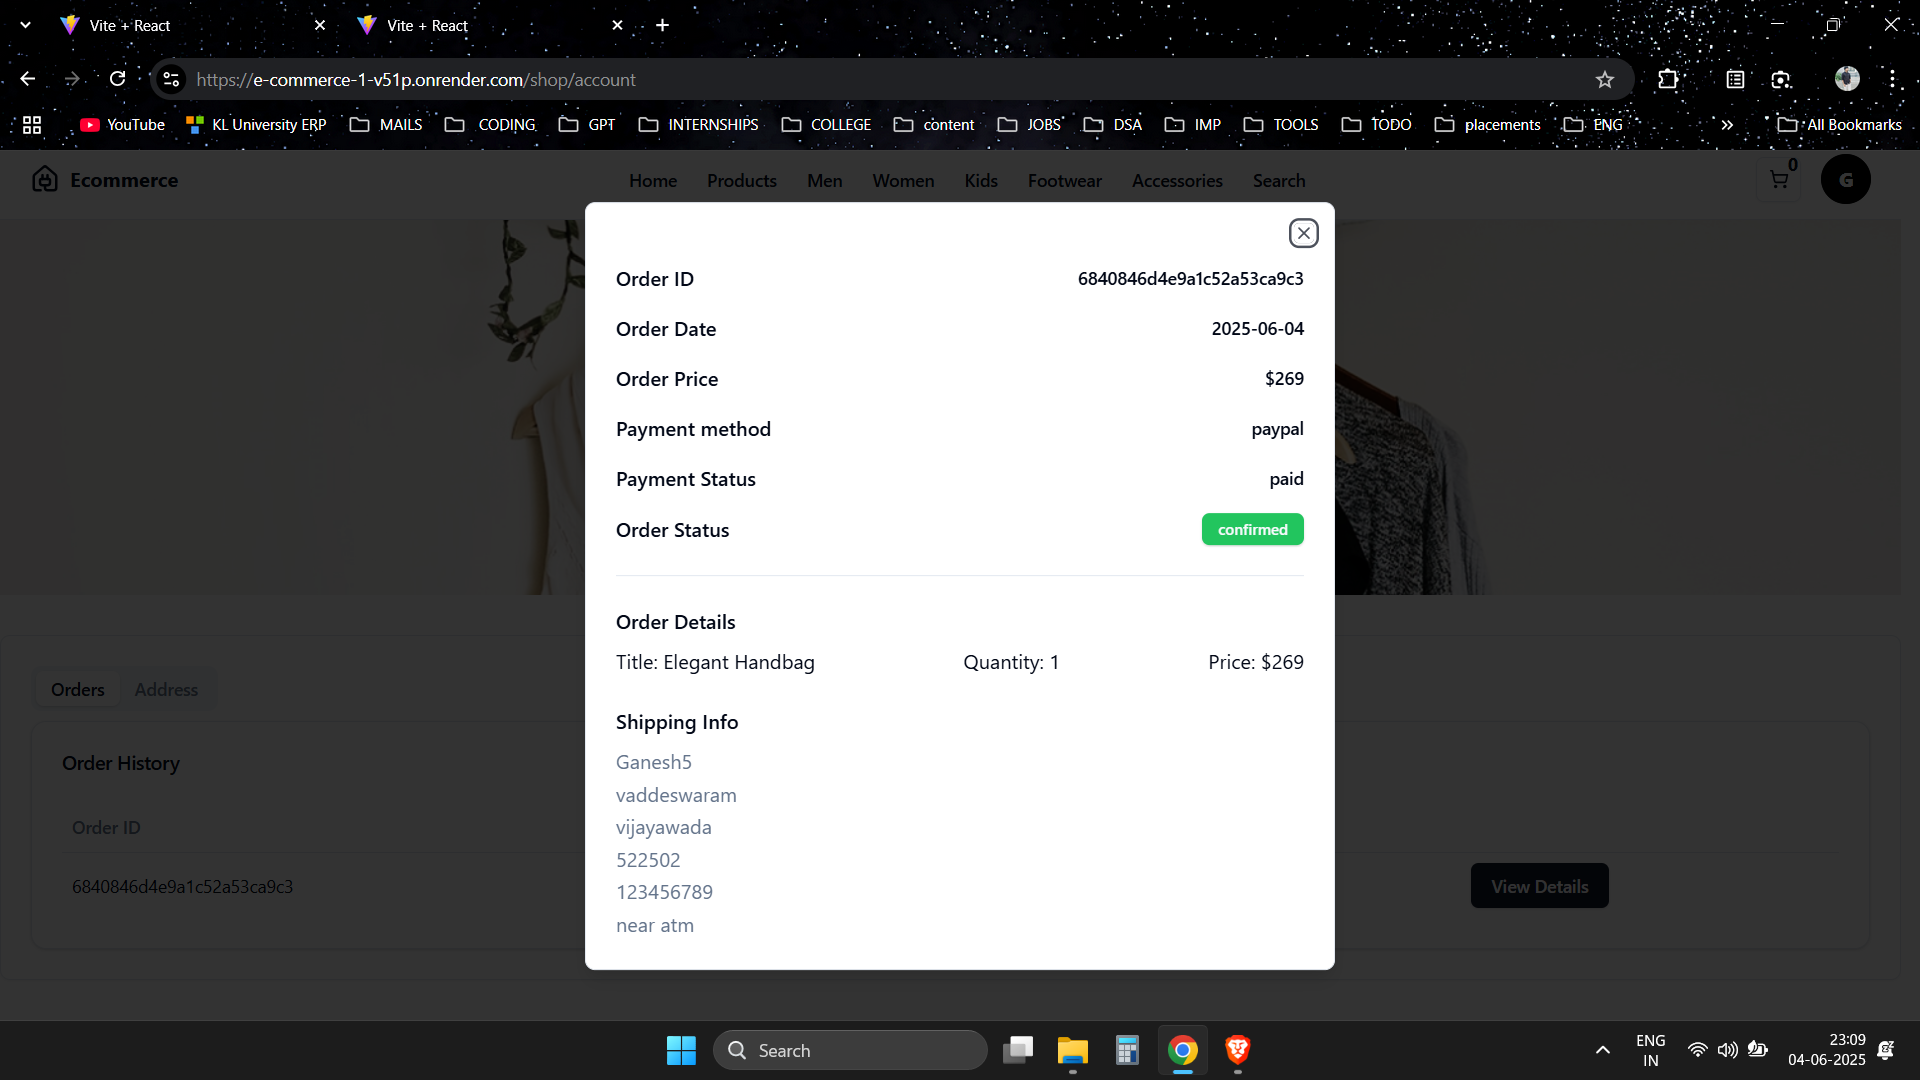 Vite + React
Vite + React
https://e-commerce-1-v51p.onrender.com/shop/account
YouTube KL University ERP MAILS CODING GPT INTERNSHIPS COLLEGE content JOBS DSA IMP TOOLS TODO placements ENG » All Bookmarks
Ecommerce Home Products Men Women Kids Footwear Accessories Search 0 G
Order ID 6840846d4e9a1c52a53ca9c3
Order Date 2025-06-04
Order Price $269
Payment method paypal
Payment Status paid
Order Status confirmed
Order Details
Title: Elegant Handbag Quantity: 1 Price: $269
Shipping Info
Ganesh5
vaddeswaram
vijayawada
522502
123456789
near atm
Orders Address
Order History
Order ID
6840846d4e9a1c52a53ca9c3 View Details
Search
ENG
IN
23:09
04-06-2025